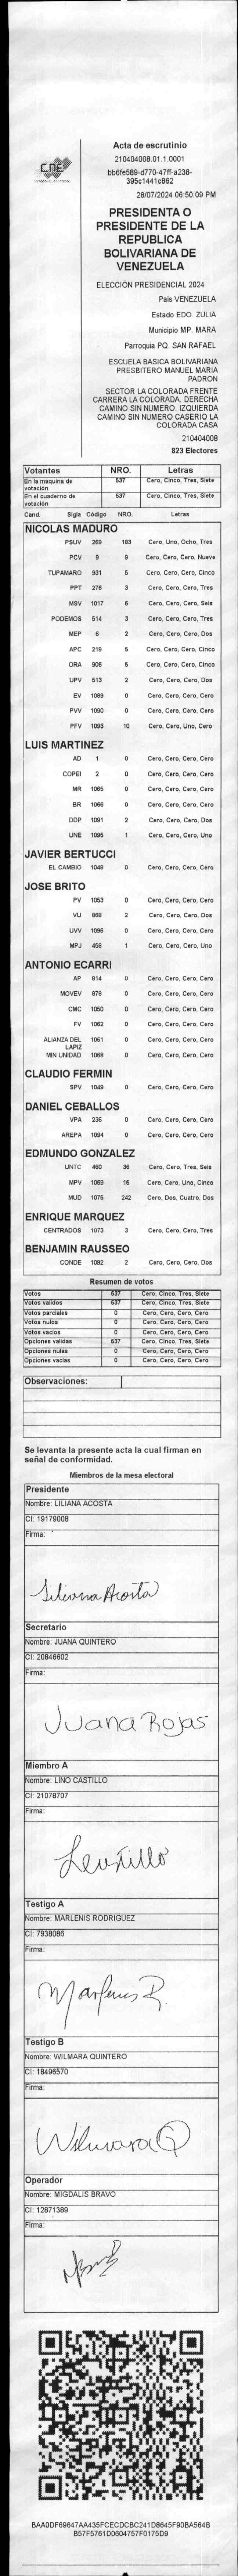 CNE
Acta de escrutinio
210404008.01.1.0001
bb6fe589-d770-47ff-a238-
395c1441c862
28/07/2024 06:50:09 PM
PRESIDENTA O
PRESIDENTE DE LA
REPUBLICA
BOLIVARIANA DE
VENEZUELA
ELECCIÓN PRESIDENCIAL 2024
País VENEZUELA
Estado EDO. ZULIA
Municipio MP. MARA
Parroquia PQ. SAN RAFAEL
ESCUELA BASICA BOLIVARIANA
PRESBITERO MANUEL MARIA
PADRON
SECTOR LA COLORADA FRENTE
CARRERA LA COLORADA. DERECHA
CAMINO SIN NUMERO. IZQUIERDA
CAMINO SIN NUMERO CASERIO LA
COLORADA CASA
210404008
823 Electores
Votantes NRO. Letras
En la máquina de votación 537 Cero, Cinco, Tres, Siete
En el cuaderno de votación 537 Cero, Cinco, Tres, Siete
Cand. Sigla Código NRO. Letras
NICOLAS MADURO
PSUV 269 183 Cero, Uno, Ocho, Tres
PCV 9 9 Cero, Cero, Cero, Nueve
TUPAMARO 931 5 Cero, Cero, Cero, Cinco
PPT 276 3 Cero, Cero, Cero, Tres
MSV 1017 6 Cero, Cero, Cero, Seis
PODEMOS 514 3 Cero, Cero, Cero, Tres
MEP 6 2 Cero, Cero, Cero, Dos
APC 219 5 Cero, Cero, Cero, Cinco
ORA 906 5 Cero, Cero, Cero, Cinco
UPV 513 2 Cero, Cero, Cero, Dos
EV 1089 0 Cero, Cero, Cero, Cero
PVV 1090 0 Cero, Cero, Cero, Cero
PFV 1093 10 Cero, Cero, Uno, Cero
LUIS MARTINEZ
AD 1 0 Cero, Cero, Cero, Cero
COPEI 2 0 Cero, Cero, Cero, Cero
MR 1065 0 Cero, Cero, Cero, Cero
BR 1066 0 Cero, Cero, Cero, Cero
DDP 1091 2 Cero, Cero, Cero, Dos
UNE 1095 1 Cero, Cero, Cero, Uno
JAVIER BERTUCCI
EL CAMBIO 1048 0 Cero, Cero, Cero, Cero
JOSE BRITO
PV 1053 0 Cero, Cero, Cero, Cero
VU 868 2 Cero, Cero, Cero, Dos
UVV 1096 0 Cero, Cero, Cero, Cero
MPJ 458 1 Cero, Cero, Cero, Uno
ANTONIO ECARRI
AP 814 0 Cero, Cero, Cero, Cero
MOVEV 878 0 Cero, Cero, Cero, Cero
CMC 1050 0 Cero, Cero, Cero, Cero
FV 1062 0 Cero, Cero, Cero, Cero
ALIANZA DEL LAPIZ 1051 0 Cero, Cero, Cero, Cero
MIN UNIDAD 1068 0 Cero, Cero, Cero, Cero
CLAUDIO FERMIN
SPV 1049 0 Cero, Cero, Cero, Cero
DANIEL CEBALLOS
VPA 236 0 Cero, Cero, Cero, Cero
AREPA 1094 0 Cero, Cero, Cero, Cero
EDMUNDO GONZALEZ
UNTC 460 36 Cero, Cero, Tres, Seis
MPV 1069 15 Cero, Cero, Uno, Cinco
MUD 1075 242 Cero, Dos, Cuatro, Dos
ENRIQUE MARQUEZ
CENTRADOS 1073 3 Cero, Cero, Cero, Tres
BENJAMIN RAUSSEO
CONDE 1092 2 Cero, Cero, Cero, Dos
Resumen de votos
Votos 537 Cero, Cinco, Tres, Siete
Votos validos 537 Cero, Cinco, Tres, Siete
Votos parciales 0 Cero, Cero, Cero, Cero
Votos nulos 0 Cero, Cero, Cero, Cero
Votos vacios 0 Cero, Cero, Cero, Cero
Opciones validas 537 Cero, Cinco, Tres, Siete
Opciones nulas 0 Cero, Cero, Cero, Cero
Opciones vacias 0 Cero, Cero, Cero, Cero
Observaciones:
Se levanta la presente acta la cual firman en
señal de conformidad.
Miembros de la mesa electoral
Presidente
Nombre: LILIANA ACOSTA
CI: 19179008
Firma:
Liliana Acosta
Secretario
Nombre: JUANA QUINTERO
CI: 20846602
Firma:
Juana Rojas
Miembro A
Nombre: LINO CASTILLO
CI: 21078707
Firma:
Testigo A
Nombre: MARLENIS RODRIGUEZ
CI: 7938086
Firma:
Marlenis R.
Testigo B
Nombre: WILMARA QUINTERO
CI: 18496570
Firma:
Wilmara Q
Operador
Nombre: MIGDALIS BRAVO
CI: 12871389
Firma:
BAA0DF69647AA435FCECDCBC241D8645F90BA564B
B57F5761D0604757F0175D9